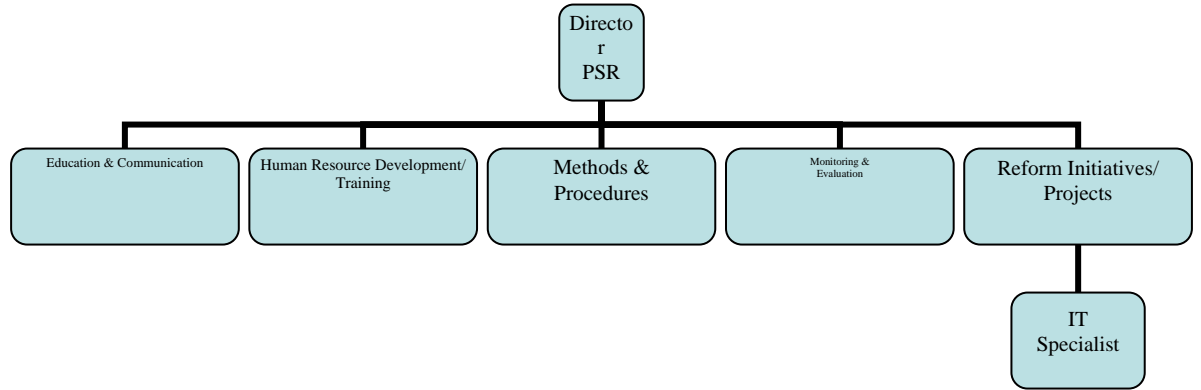 Directo
r
PSR
Education & Communication
Human Resource Development/
Training
Methods &
Procedures
Monitoring &
Evaluation
Reform Initiatives/
Projects
IT
Specialist